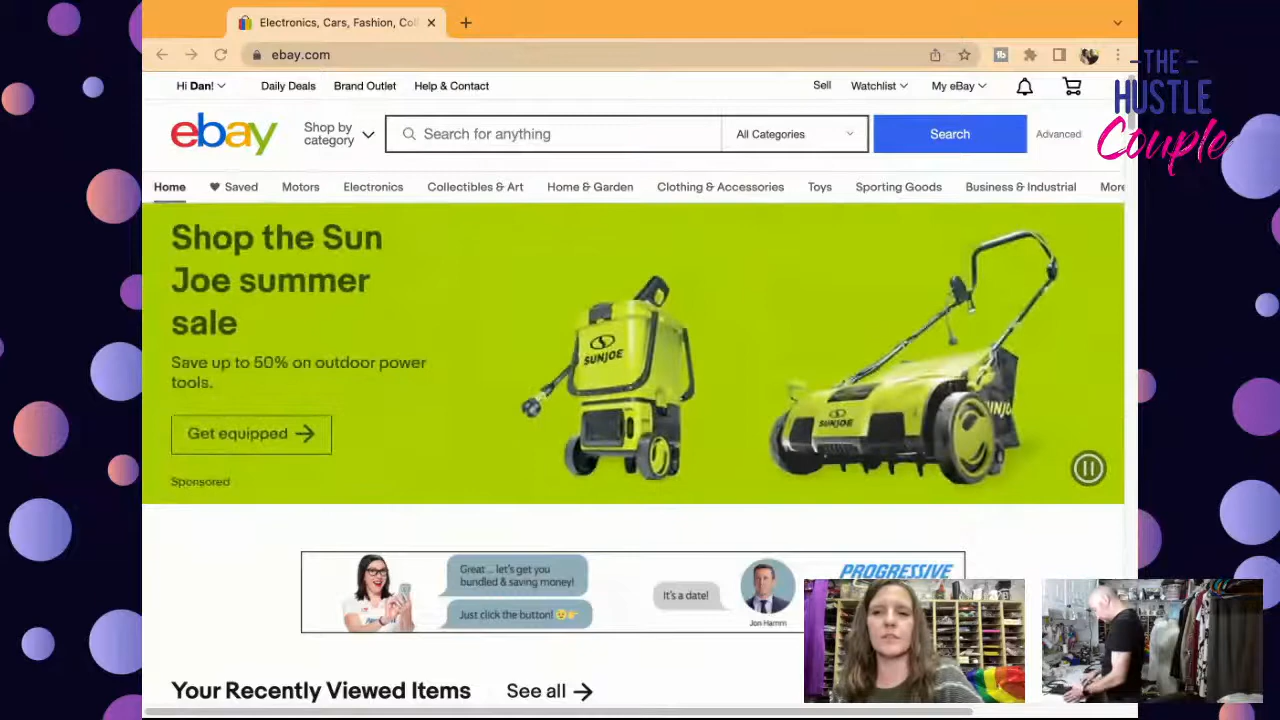 Electronics, Cars, Fashion, Col
ebay.com
THE
HUSTLE
Couple
Hi Dan!
Daily Deals
Brand Outlet
Help & Contact
Sell
Watchlist
My eBay
ebay
Shop by
category
Search for anything
All Categories
Search
Advanced
Home
Saved
Motors
Electronics
Collectibles & Art
Home & Garden
Clothing & Accessories
Toys
Sporting Goods
Business & Industrial
More
Shop the Sun
Joe summer
sale
Save up to 50% on outdoor power
tools.
Get equipped
Sponsored
SUNJOE
SUNJOE
Great ... let's get you
bundled & saving money!
Just click the button!
It's a date!
Jon Hamm
PROGRESSIVE
Your Recently Viewed Items
See all